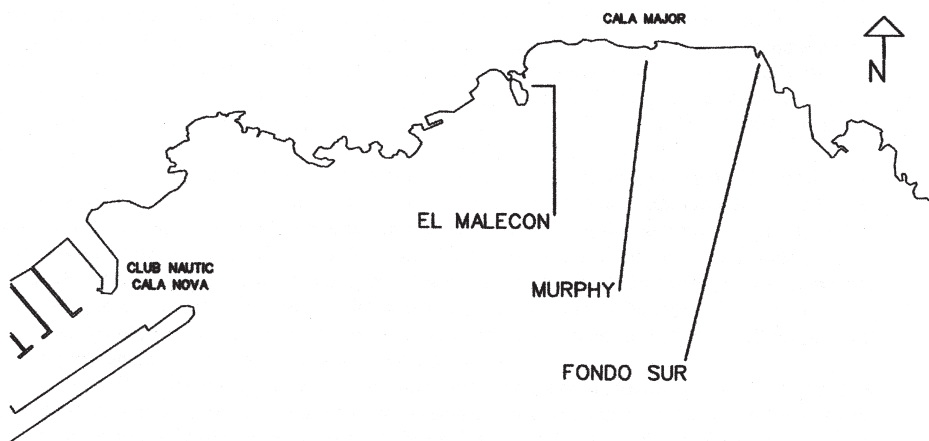 CALA MAJOR
N
EL MALECON
CLUB NAUTIC
CALA NOVA
MURPHY
FONDO SUR